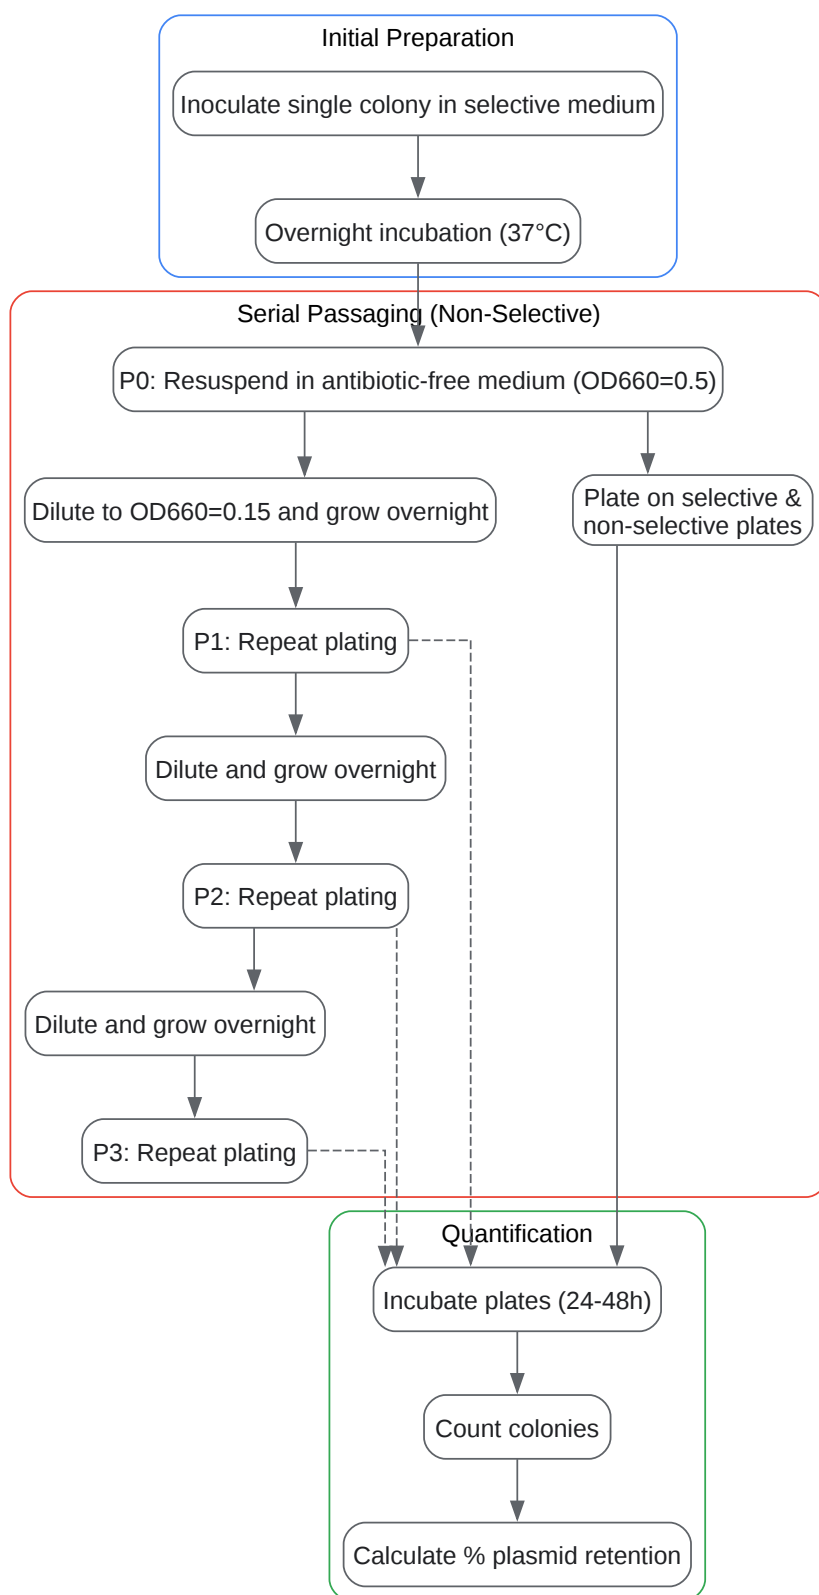 Initial Preparation
Inoculate single colony in selective medium
Overnight incubation (37°C)
Serial Passaging (Non-Selective)
P0: Resuspend in antibiotic-free medium (OD660=0.5)
Dilute to OD660=0.15 and grow overnight
Plate on selective &
non-selective plates
P1: Repeat plating
Dilute and grow overnight
P2: Repeat plating
Dilute and grow overnight
P3: Repeat plating
Quantification
Incubate plates (24-48h)
Count colonies
Calculate % plasmid retention